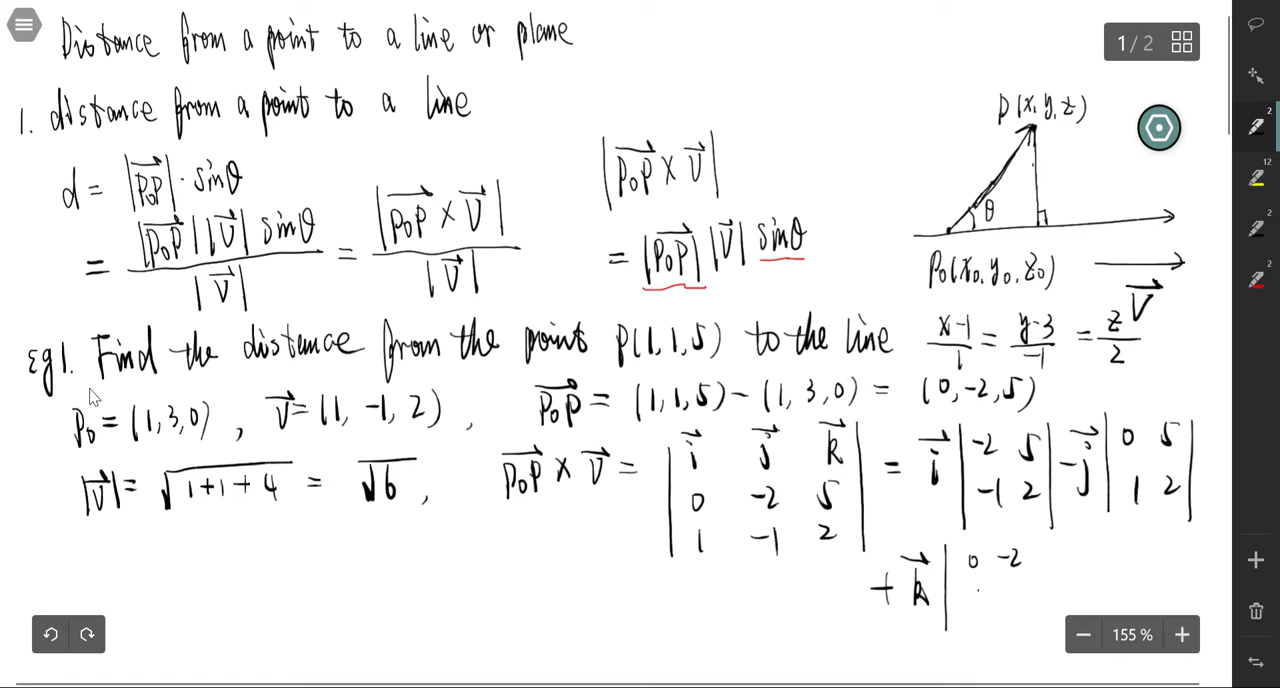 Distance from a point to a line or plane
1 / 2
1. distance from a point to a line
P(x, y, z)
d = |P₀P⃗| · sinθ
= |P₀P⃗| |V⃗| sinθ / |V⃗| = |P₀P⃗ × V⃗| / |V⃗|
|P₀P⃗ × V⃗|
= |P₀P⃗| |V⃗| sinθ
θ
P₀(x₀, y₀, z₀)
V⃗
Eg1. Find the distance from the point P(1, 1, 5) to the line (x-1)/1 = (y-3)/-1 = z/2
P₀ = (1, 3, 0), V⃗ = (1, -1, 2), P₀P⃗ = (1, 1, 5) - (1, 3, 0) = (0, -2, 5)
|V⃗| = √(1+1+4) = √6, P₀P⃗ × V⃗ = | i⃗ j⃗ k⃗ ; 0 -2 5 ; 1 -1 2 | = i⃗ | -2 5 ; -1 2 | - j⃗ | 0 5 ; 1 2 |
+ k⃗ | 0 -2
155 %
2
12
2
2